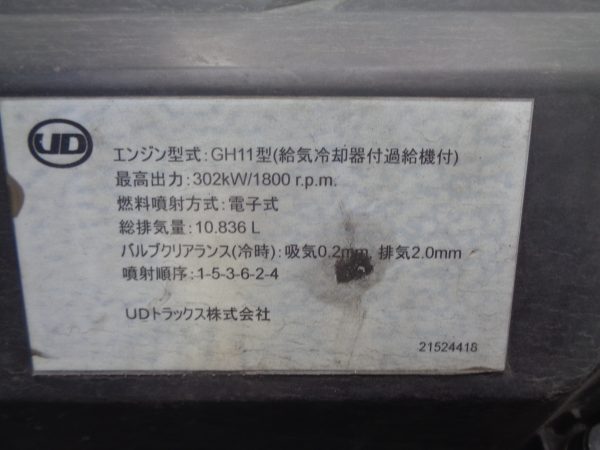 UD
エンジン型式:GH11型(給気冷却器付過給機付)
最高出力:302kW/1800 r.p.m.
燃料噴射方式:電子式
総排気量:10.836 L
バルブクリアランス(冷時):吸気0.2mm, 排気2.0mm
噴射順序:1-5-3-6-2-4
UDトラックス株式会社
21524418